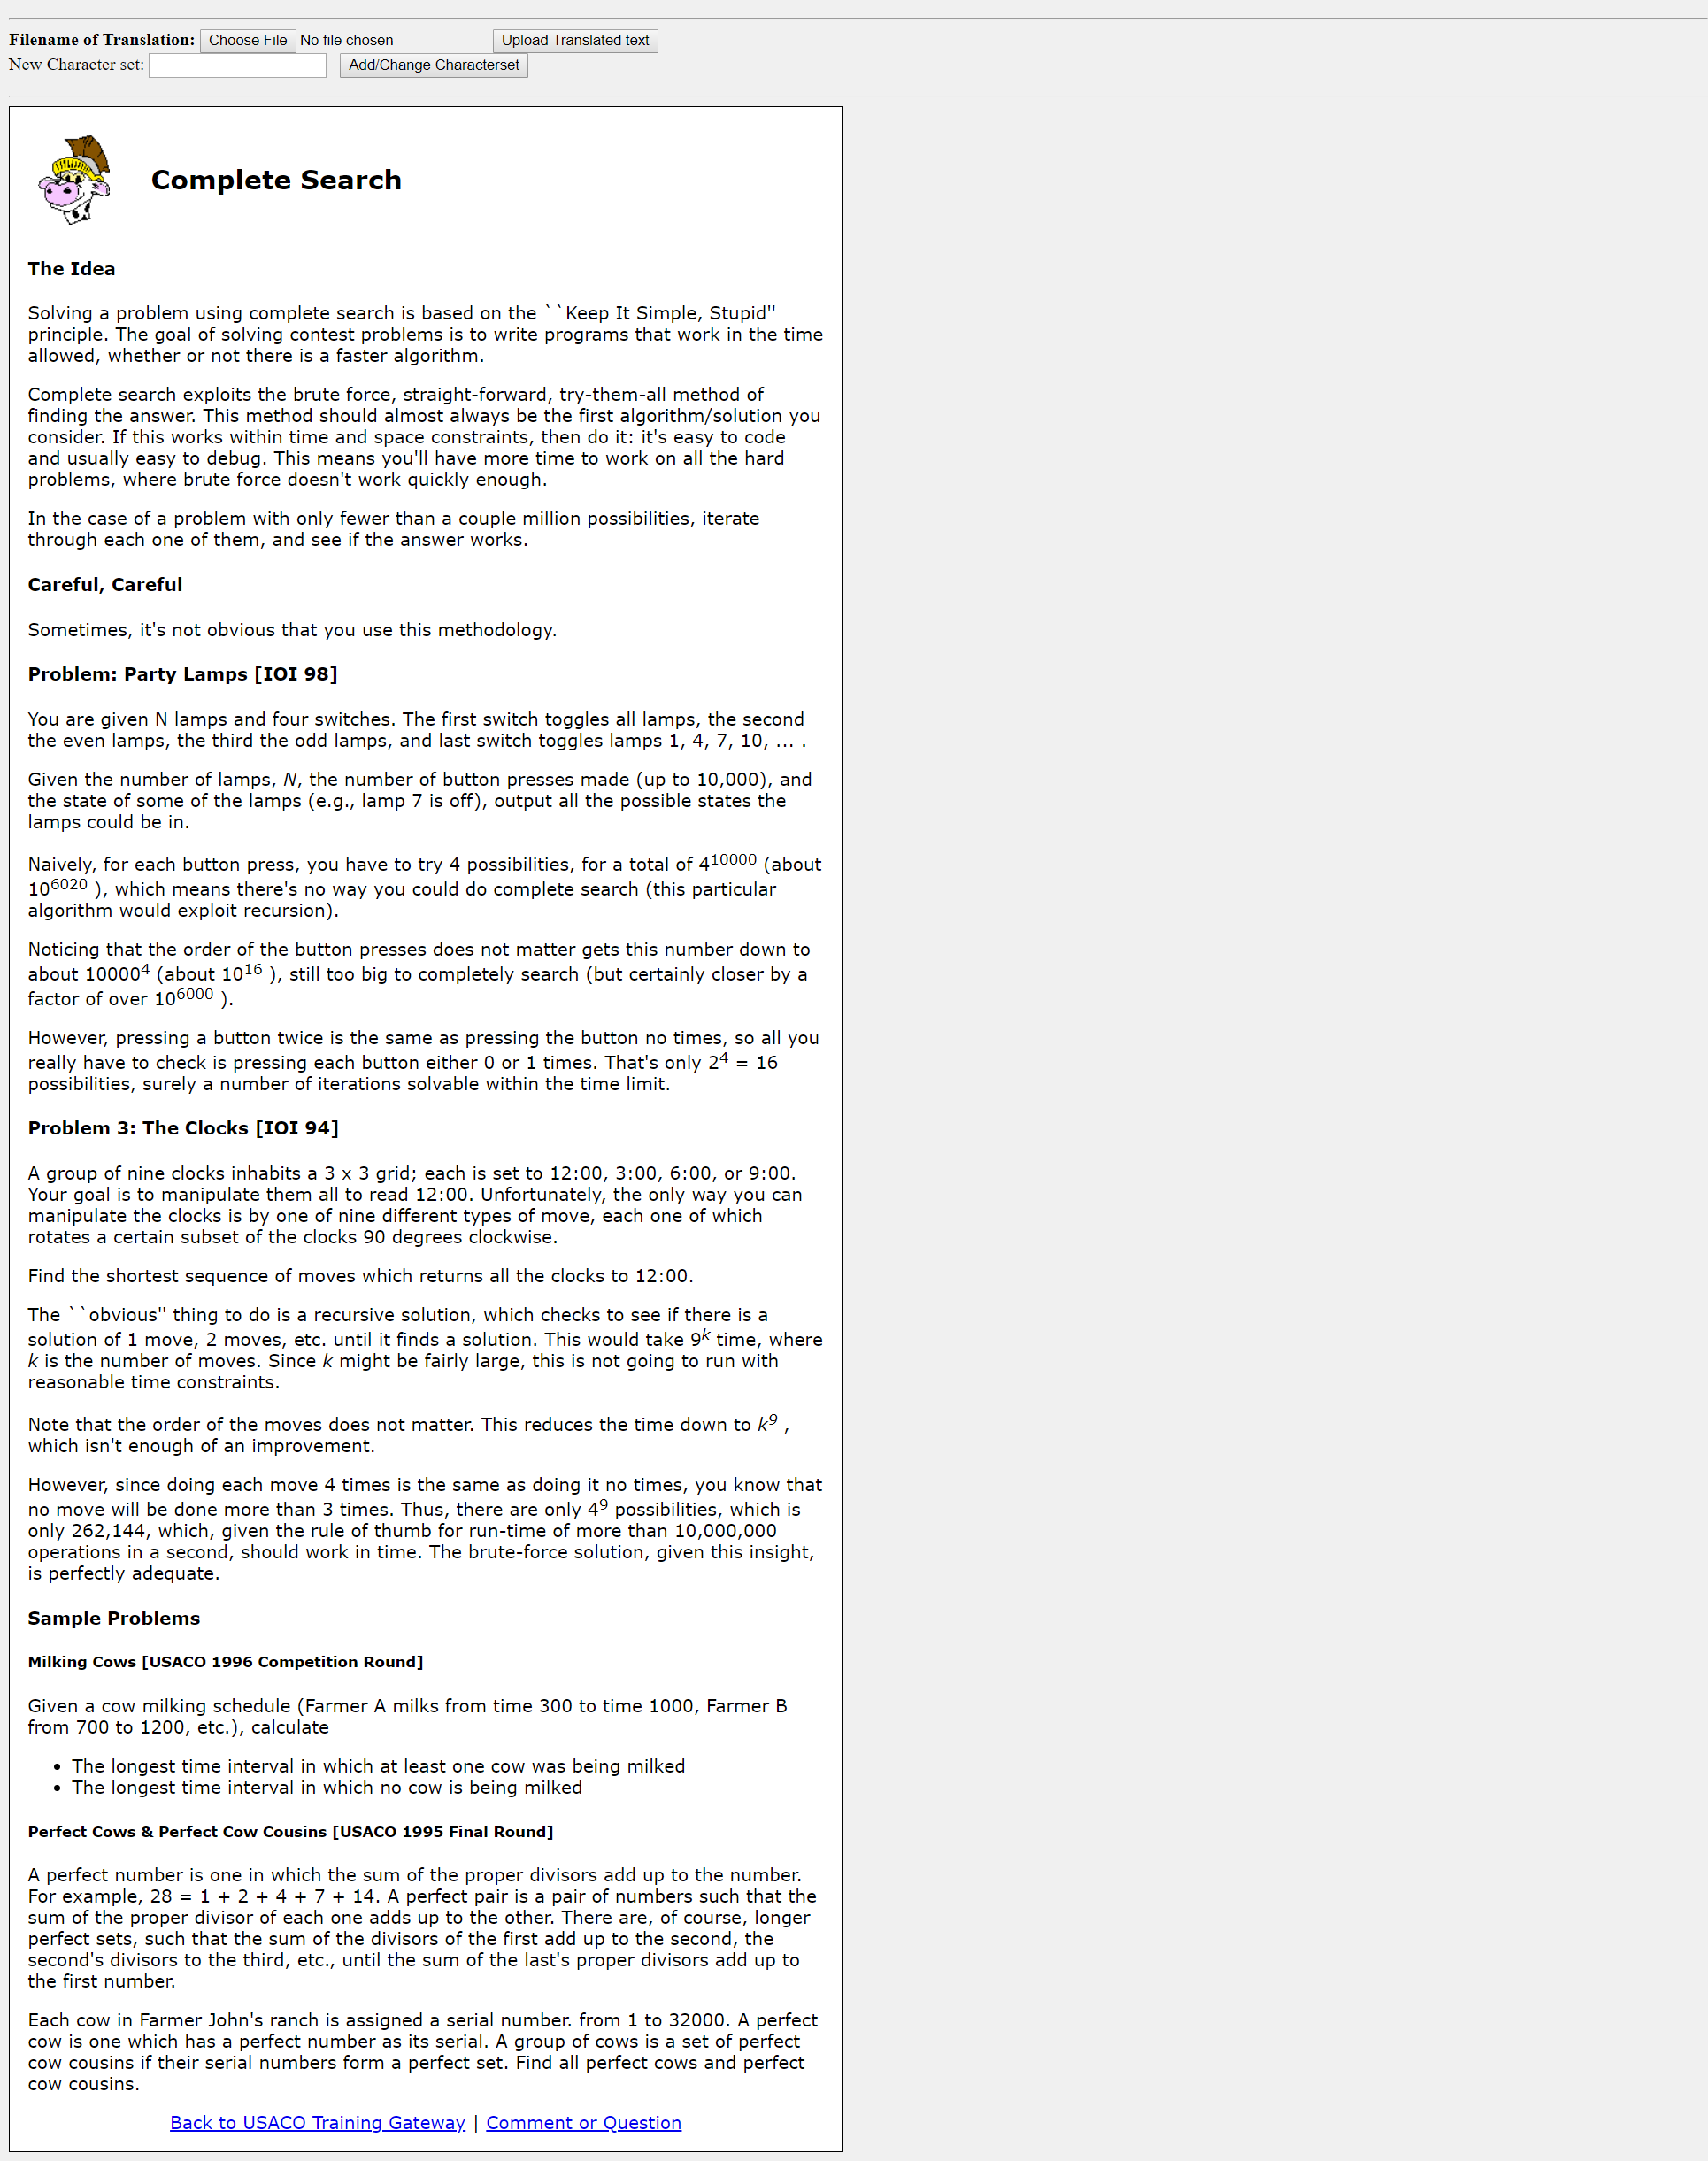 Filename of Translation: Choose File No file chosen Upload Translated text
New Character set: Add/Change Characterset
Complete Search
The Idea
Solving a problem using complete search is based on the ``Keep It Simple, Stupid''
principle. The goal of solving contest problems is to write programs that work in the time
allowed, whether or not there is a faster algorithm.
Complete search exploits the brute force, straight-forward, try-them-all method of
finding the answer. This method should almost always be the first algorithm/solution you
consider. If this works within time and space constraints, then do it: it's easy to code
and usually easy to debug. This means you'll have more time to work on all the hard
problems, where brute force doesn't work quickly enough.
In the case of a problem with only fewer than a couple million possibilities, iterate
through each one of them, and see if the answer works.
Careful, Careful
Sometimes, it's not obvious that you use this methodology.
Problem: Party Lamps [IOI 98]
You are given N lamps and four switches. The first switch toggles all lamps, the second
the even lamps, the third the odd lamps, and last switch toggles lamps 1, 4, 7, 10, ... .
Given the number of lamps, N, the number of button presses made (up to 10,000), and
the state of some of the lamps (e.g., lamp 7 is off), output all the possible states the
lamps could be in.
Naively, for each button press, you have to try 4 possibilities, for a total of 4^10000 (about
10^6020 ), which means there's no way you could do complete search (this particular
algorithm would exploit recursion).
Noticing that the order of the button presses does not matter gets this number down to
about 10000^4 (about 10^16 ), still too big to completely search (but certainly closer by a
factor of over 10^6000 ).
However, pressing a button twice is the same as pressing the button no times, so all you
really have to check is pressing each button either 0 or 1 times. That's only 2^4 = 16
possibilities, surely a number of iterations solvable within the time limit.
Problem 3: The Clocks [IOI 94]
A group of nine clocks inhabits a 3 x 3 grid; each is set to 12:00, 3:00, 6:00, or 9:00.
Your goal is to manipulate them all to read 12:00. Unfortunately, the only way you can
manipulate the clocks is by one of nine different types of move, each one of which
rotates a certain subset of the clocks 90 degrees clockwise.
Find the shortest sequence of moves which returns all the clocks to 12:00.
The ``obvious'' thing to do is a recursive solution, which checks to see if there is a
solution of 1 move, 2 moves, etc. until it finds a solution. This would take 9^k time, where
k is the number of moves. Since k might be fairly large, this is not going to run with
reasonable time constraints.
Note that the order of the moves does not matter. This reduces the time down to k^9 ,
which isn't enough of an improvement.
However, since doing each move 4 times is the same as doing it no times, you know that
no move will be done more than 3 times. Thus, there are only 4^9 possibilities, which is
only 262,144, which, given the rule of thumb for run-time of more than 10,000,000
operations in a second, should work in time. The brute-force solution, given this insight,
is perfectly adequate.
Sample Problems
Milking Cows [USACO 1996 Competition Round]
Given a cow milking schedule (Farmer A milks from time 300 to time 1000, Farmer B
from 700 to 1200, etc.), calculate
• The longest time interval in which at least one cow was being milked
• The longest time interval in which no cow is being milked
Perfect Cows & Perfect Cow Cousins [USACO 1995 Final Round]
A perfect number is one in which the sum of the proper divisors add up to the number.
For example, 28 = 1 + 2 + 4 + 7 + 14. A perfect pair is a pair of numbers such that the
sum of the proper divisor of each one adds up to the other. There are, of course, longer
perfect sets, such that the sum of the divisors of the first add up to the second, the
second's divisors to the third, etc., until the sum of the last's proper divisors add up to
the first number.
Each cow in Farmer John's ranch is assigned a serial number. from 1 to 32000. A perfect
cow is one which has a perfect number as its serial. A group of cows is a set of perfect
cow cousins if their serial numbers form a perfect set. Find all perfect cows and perfect
cow cousins.
Back to USACO Training Gateway | Comment or Question